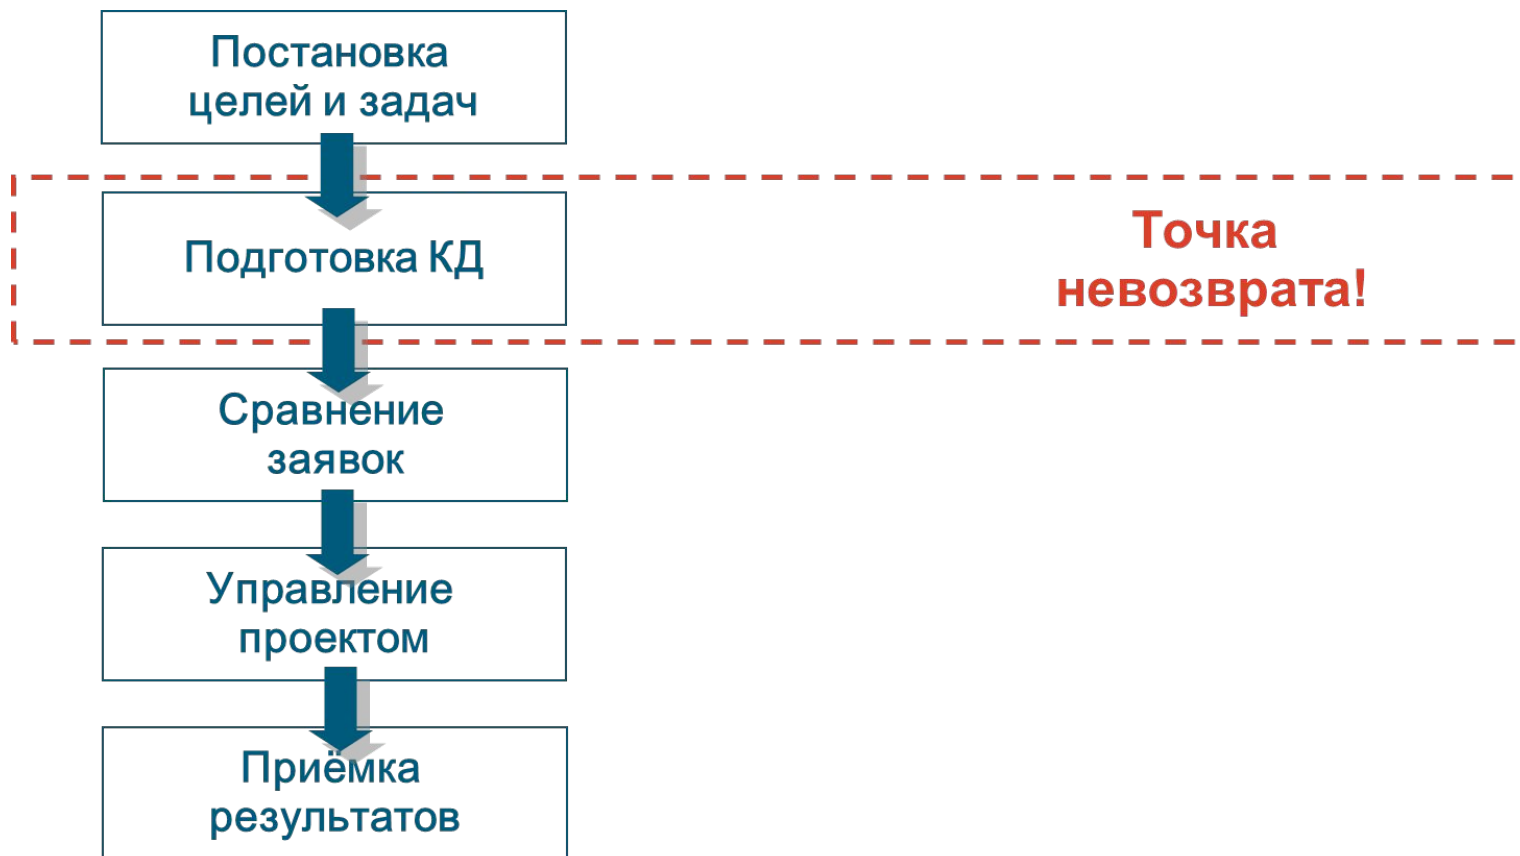 Постановка
целей и задач
Подготовка КД
Точка
невозврата!
Сравнение
заявок
Управление
проектом
Приёмка
результатов